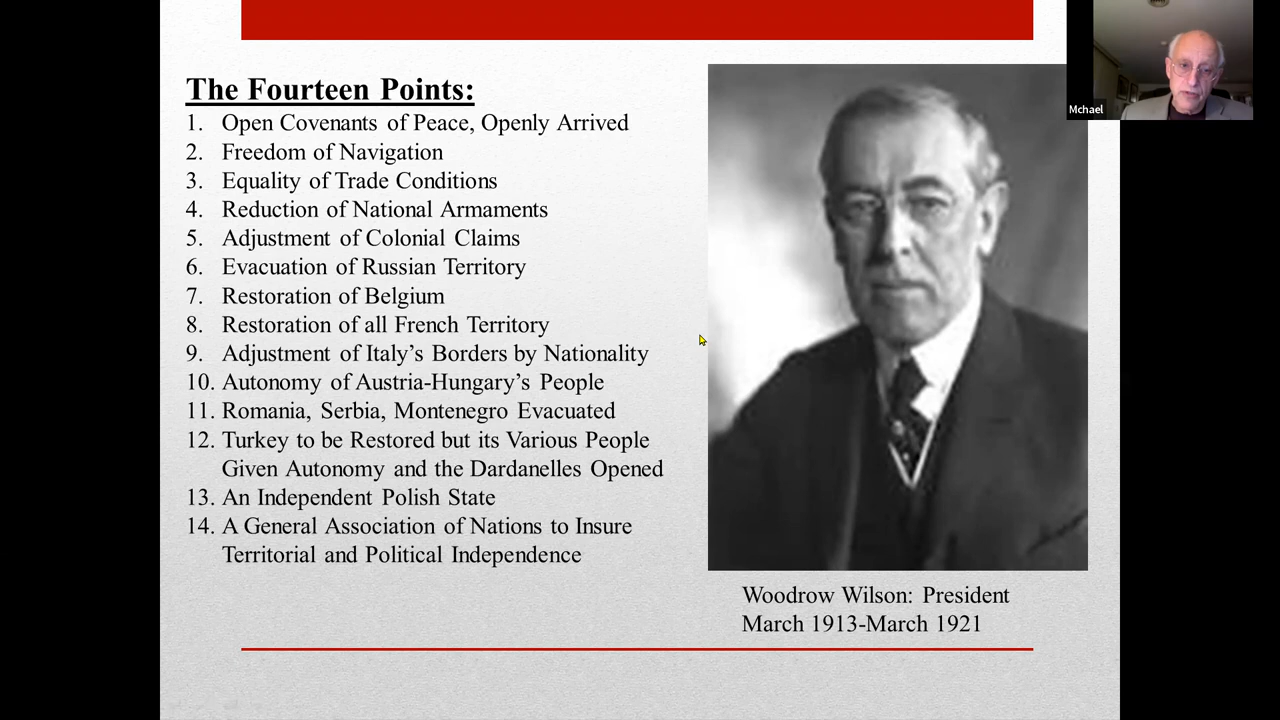 The Fourteen Points:
1. Open Covenants of Peace, Openly Arrived
2. Freedom of Navigation
3. Equality of Trade Conditions
4. Reduction of National Armaments
5. Adjustment of Colonial Claims
6. Evacuation of Russian Territory
7. Restoration of Belgium
8. Restoration of all French Territory
9. Adjustment of Italy's Borders by Nationality
10. Autonomy of Austria-Hungary's People
11. Romania, Serbia, Montenegro Evacuated
12. Turkey to be Restored but its Various People
Given Autonomy and the Dardanelles Opened
13. An Independent Polish State
14. A General Association of Nations to Insure
Territorial and Political Independence
Woodrow Wilson: President
March 1913-March 1921
Mchael